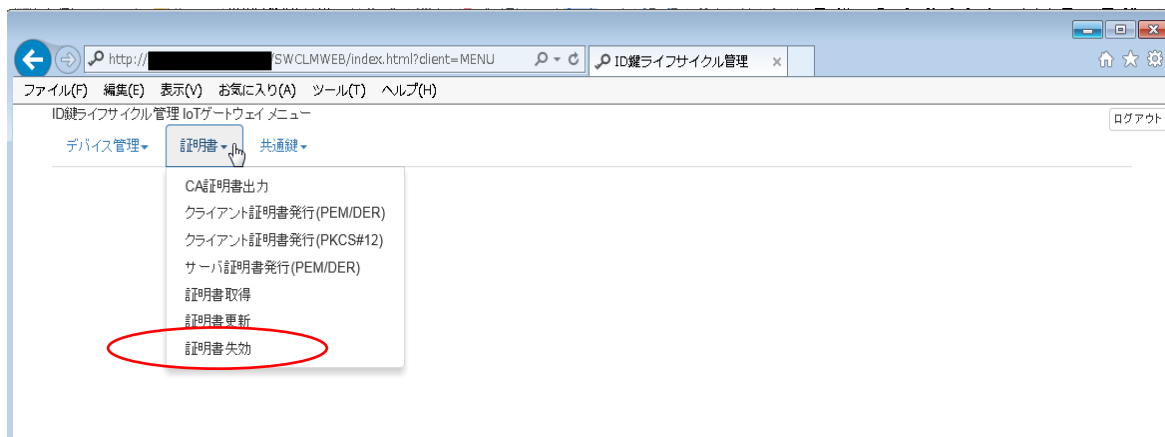 http:// /SWCLMWEB/index.html?client=MENU
ID鍵ライフサイクル管理
ファイル(F) 編集(E) 表示(V) お気に入り(A) ツール(T) ヘルプ(H)
ID鍵ライフサイクル管理 IoTゲートウェイ メニュー
ログアウト
デバイス管理 証明書 共通鍵
CA証明書出力
クライアント証明書発行(PEM/DER)
クライアント証明書発行(PKCS#12)
サーバ証明書発行(PEM/DER)
証明書取得
証明書更新
証明書失効